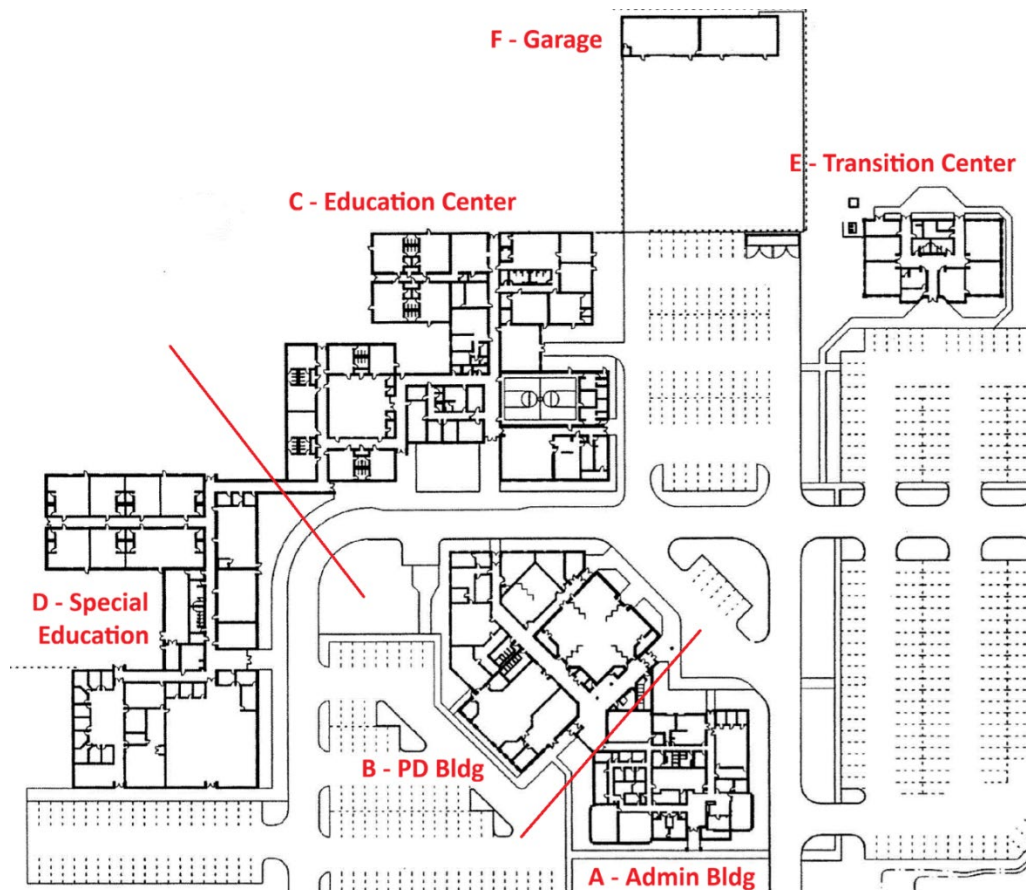 F - Garage
E - Transition Center
C - Education Center
D - Special
Education
B - PD Bldg
A - Admin Bldg